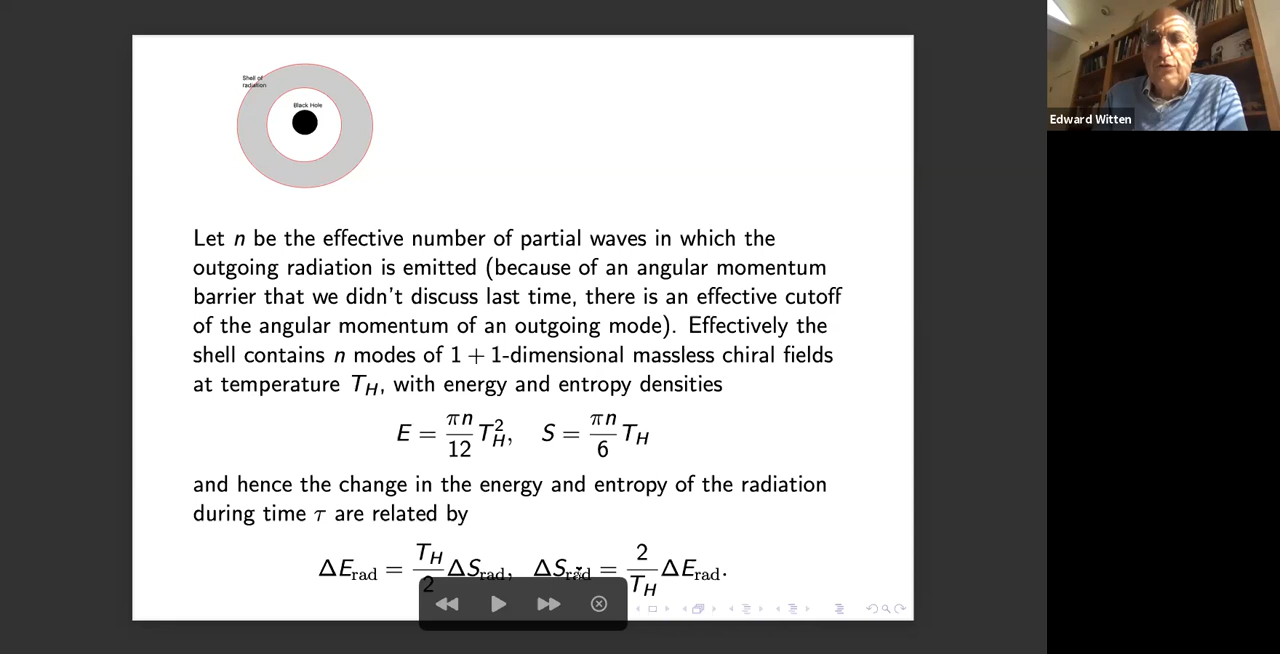 Shell of
radiation
Black Hole
Let n be the effective number of partial waves in which the
outgoing radiation is emitted (because of an angular momentum
barrier that we didn't discuss last time, there is an effective cutoff
of the angular momentum of an outgoing mode). Effectively the
shell contains n modes of 1 + 1-dimensional massless chiral fields
at temperature T_H, with energy and entropy densities
E = πn/12 T_H^2, S = πn/6 T_H
and hence the change in the energy and entropy of the radiation
during time τ are related by
ΔE_rad = T_H/2 ΔS_rad, ΔS_rad = 2/T_H ΔE_rad.
Edward Witten